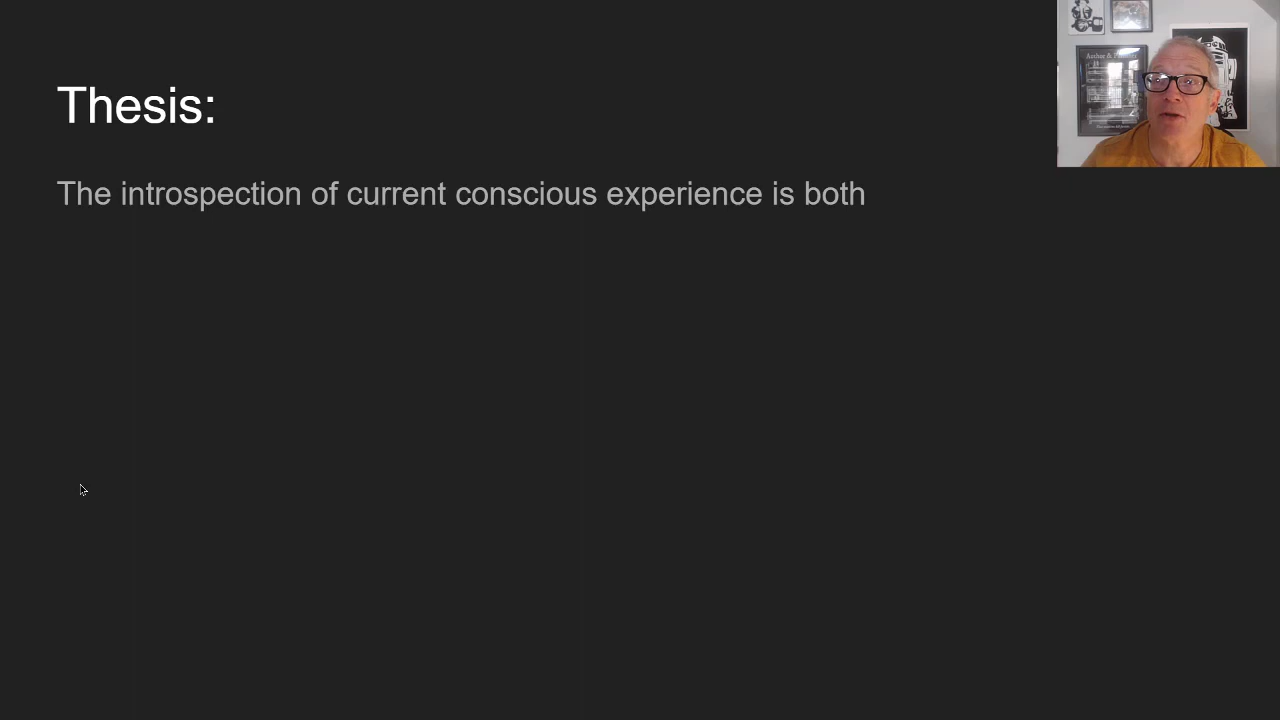 Thesis:
The introspection of current conscious experience is both